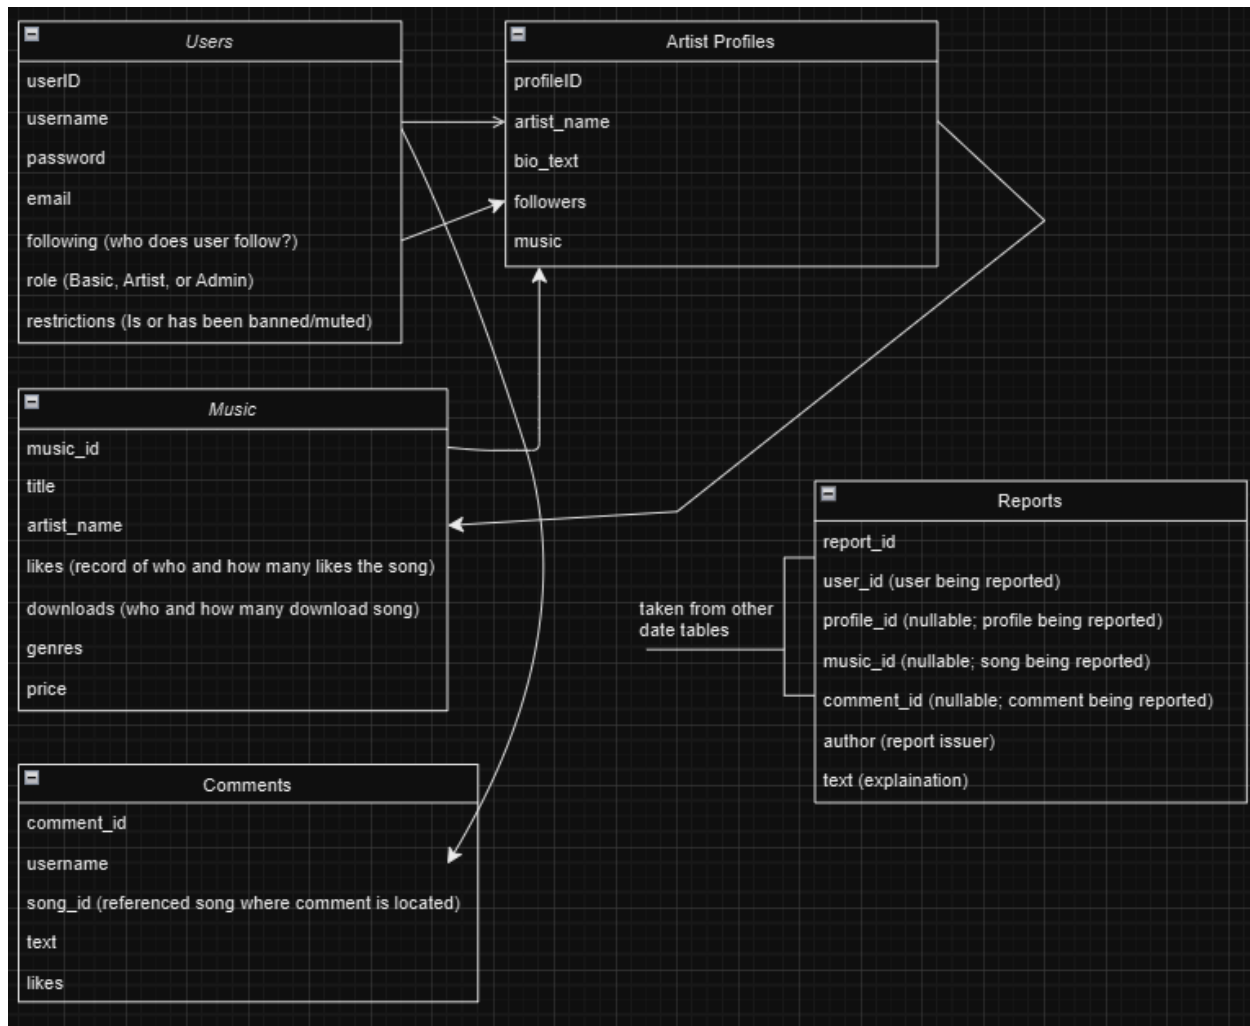 Users
userID
username
password
email
following (who does user follow?)
role (Basic, Artist, or Admin)
restrictions (Is or has been banned/muted)
Artist Profiles
profileID
artist_name
bio_text
followers
music
Music
music_id
title
artist_name
likes (record of who and how many likes the song)
downloads (who and how many download song)
genres
price
Reports
report_id
user_id (user being reported)
profile_id (nullable; profile being reported)
music_id (nullable; song being reported)
comment_id (nullable; comment being reported)
author (report issuer)
text (explaination)
taken from other
date tables
Comments
comment_id
username
song_id (referenced song where comment is located)
text
likes